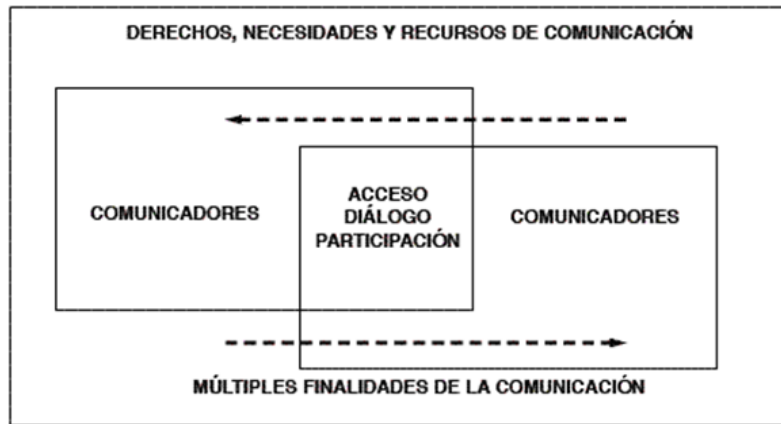 DERECHOS, NECESIDADES Y RECURSOS DE COMUNICACIÓN
COMUNICADORES
ACCESO
DIÁLOGO
PARTICIPACIÓN
COMUNICADORES
MÚLTIPLES FINALIDADES DE LA COMUNICACIÓN